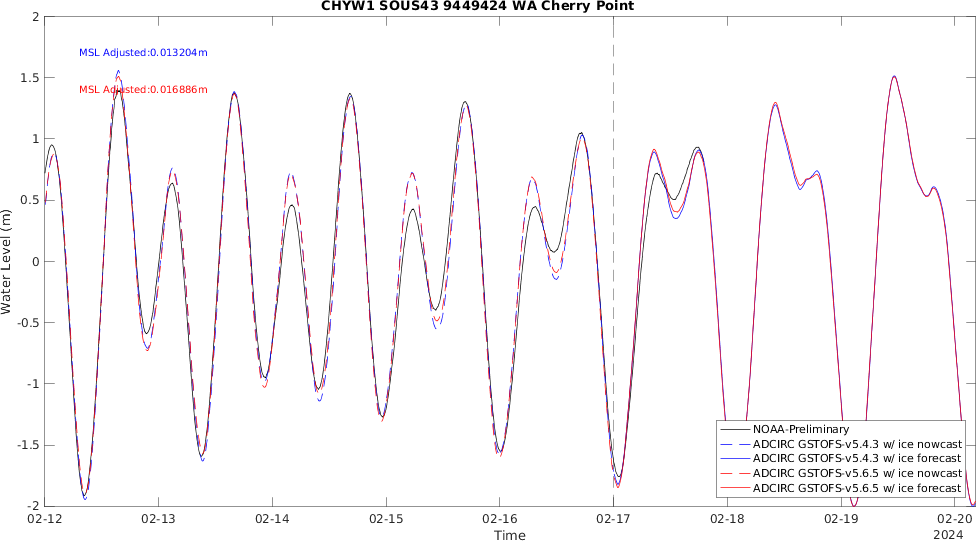 CHYW1 SOUS43 9449424 WA Cherry Point
MSL Adjusted:0.013204m
MSL Adjusted:0.016886m
Water Level (m)
2
1.5
1
0.5
0
-0.5
-1
-1.5
-2
NOAA-Preliminary
ADCIRC GSTOFS-v5.4.3 w/ ice nowcast
ADCIRC GSTOFS-v5.4.3 w/ ice forecast
ADCIRC GSTOFS-v5.6.5 w/ ice nowcast
ADCIRC GSTOFS-v5.6.5 w/ ice forecast
02-12 02-13 02-14 02-15 02-16 02-17 02-18 02-19 02-20
Time
2024